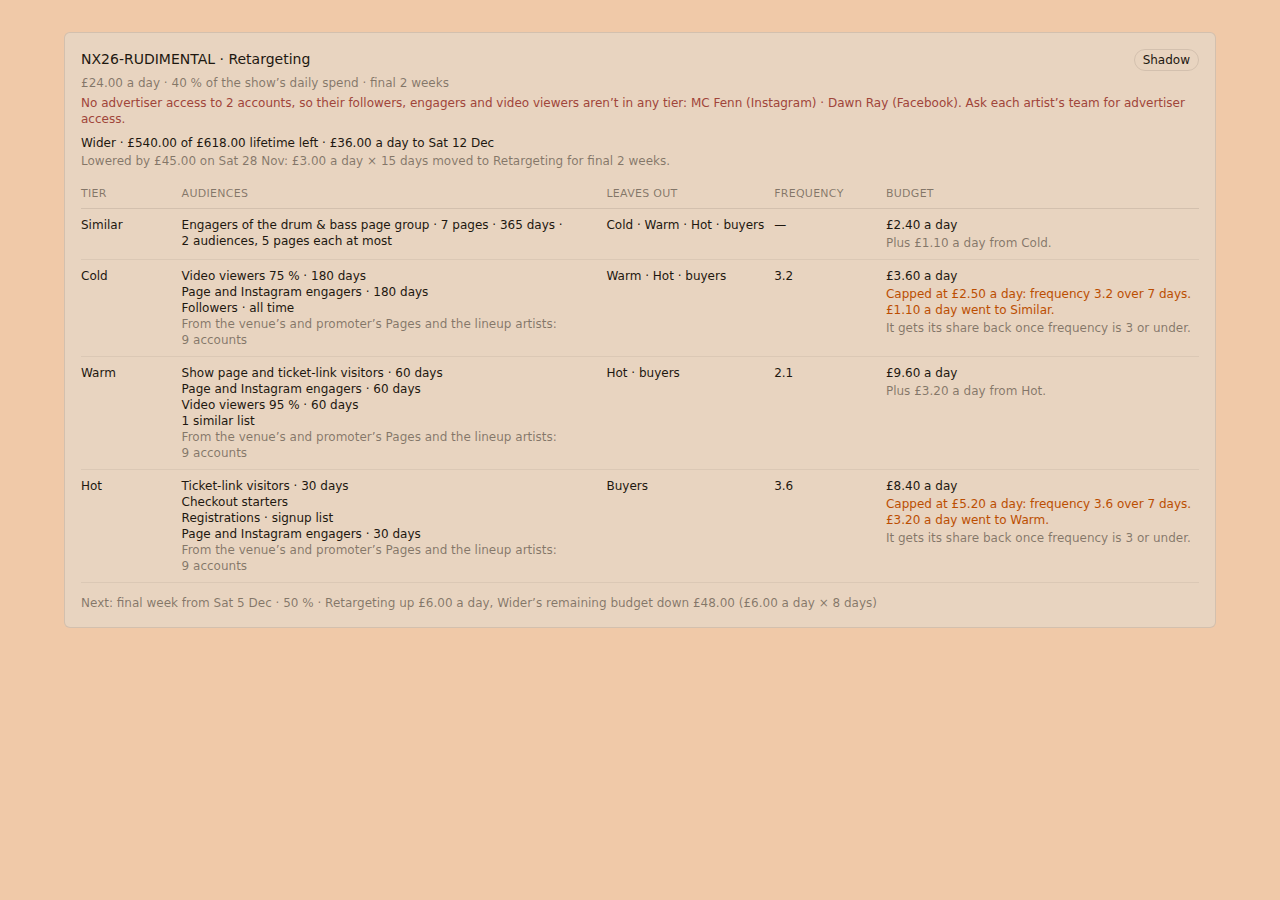 NX26-RUDIMENTAL · Retargeting
Shadow
£24.00 a day · 40 % of the show’s daily spend · final 2 weeks
No advertiser access to 2 accounts, so their followers, engagers and video viewers aren’t in any tier: MC Fenn (Instagram) · Dawn Ray (Facebook). Ask each artist’s team for advertiser
access.
Wider · £540.00 of £618.00 lifetime left · £36.00 a day to Sat 12 Dec
Lowered by £45.00 on Sat 28 Nov: £3.00 a day × 15 days moved to Retargeting for final 2 weeks.
TIER AUDIENCES LEAVES OUT FREQUENCY BUDGET
Similar Engagers of the drum & bass page group · 7 pages · 365 days · Cold · Warm · Hot · buyers — £2.40 a day
2 audiences, 5 pages each at most Plus £1.10 a day from Cold.
Cold Video viewers 75 % · 180 days Warm · Hot · buyers 3.2 £3.60 a day
Page and Instagram engagers · 180 days Capped at £2.50 a day: frequency 3.2 over 7 days.
Followers · all time £1.10 a day went to Similar.
From the venue’s and promoter’s Pages and the lineup artists: It gets its share back once frequency is 3 or under.
9 accounts
Warm Show page and ticket-link visitors · 60 days Hot · buyers 2.1 £9.60 a day
Page and Instagram engagers · 60 days Plus £3.20 a day from Hot.
Video viewers 95 % · 60 days
1 similar list
From the venue’s and promoter’s Pages and the lineup artists:
9 accounts
Hot Ticket-link visitors · 30 days Buyers 3.6 £8.40 a day
Checkout starters Capped at £5.20 a day: frequency 3.6 over 7 days.
Registrations · signup list £3.20 a day went to Warm.
Page and Instagram engagers · 30 days It gets its share back once frequency is 3 or under.
From the venue’s and promoter’s Pages and the lineup artists:
9 accounts
Next: final week from Sat 5 Dec · 50 % · Retargeting up £6.00 a day, Wider’s remaining budget down £48.00 (£6.00 a day × 8 days)